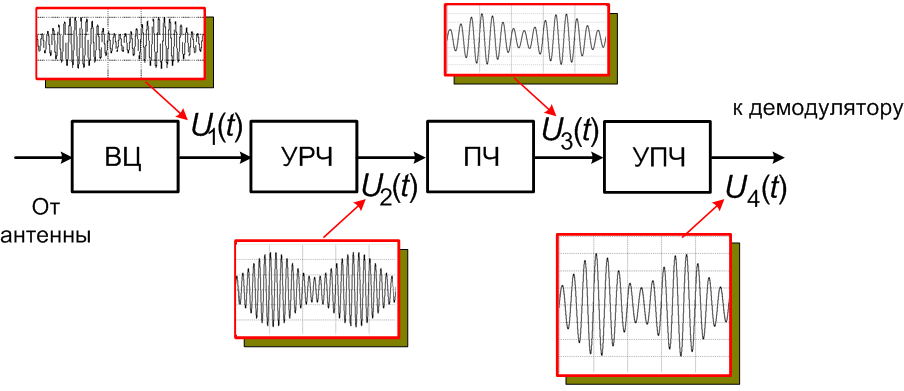 к демодулятору
U1(t)
U3(t)
ВЦ
УРЧ
ПЧ
УПЧ
U2(t)
U4(t)
От
антенны